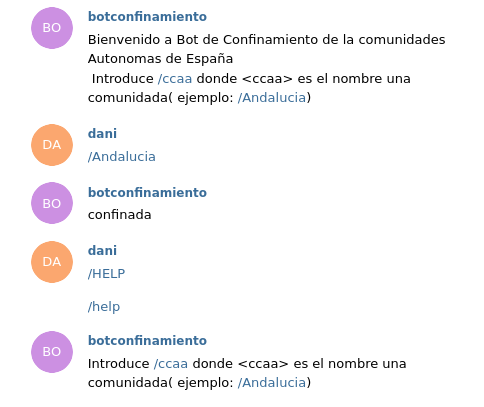 BO
botconfinamiento
Bienvenido a Bot de Confinamiento de la comunidades
Autonomas de España
Introduce /ccaa donde <ccaa> es el nombre una
comunidada( ejemplo: /Andalucia)
DA
dani
/Andalucia
BO
botconfinamiento
confinada
DA
dani
/HELP
/help
BO
botconfinamiento
Introduce /ccaa donde <ccaa> es el nombre una
comunidada( ejemplo: /Andalucia)